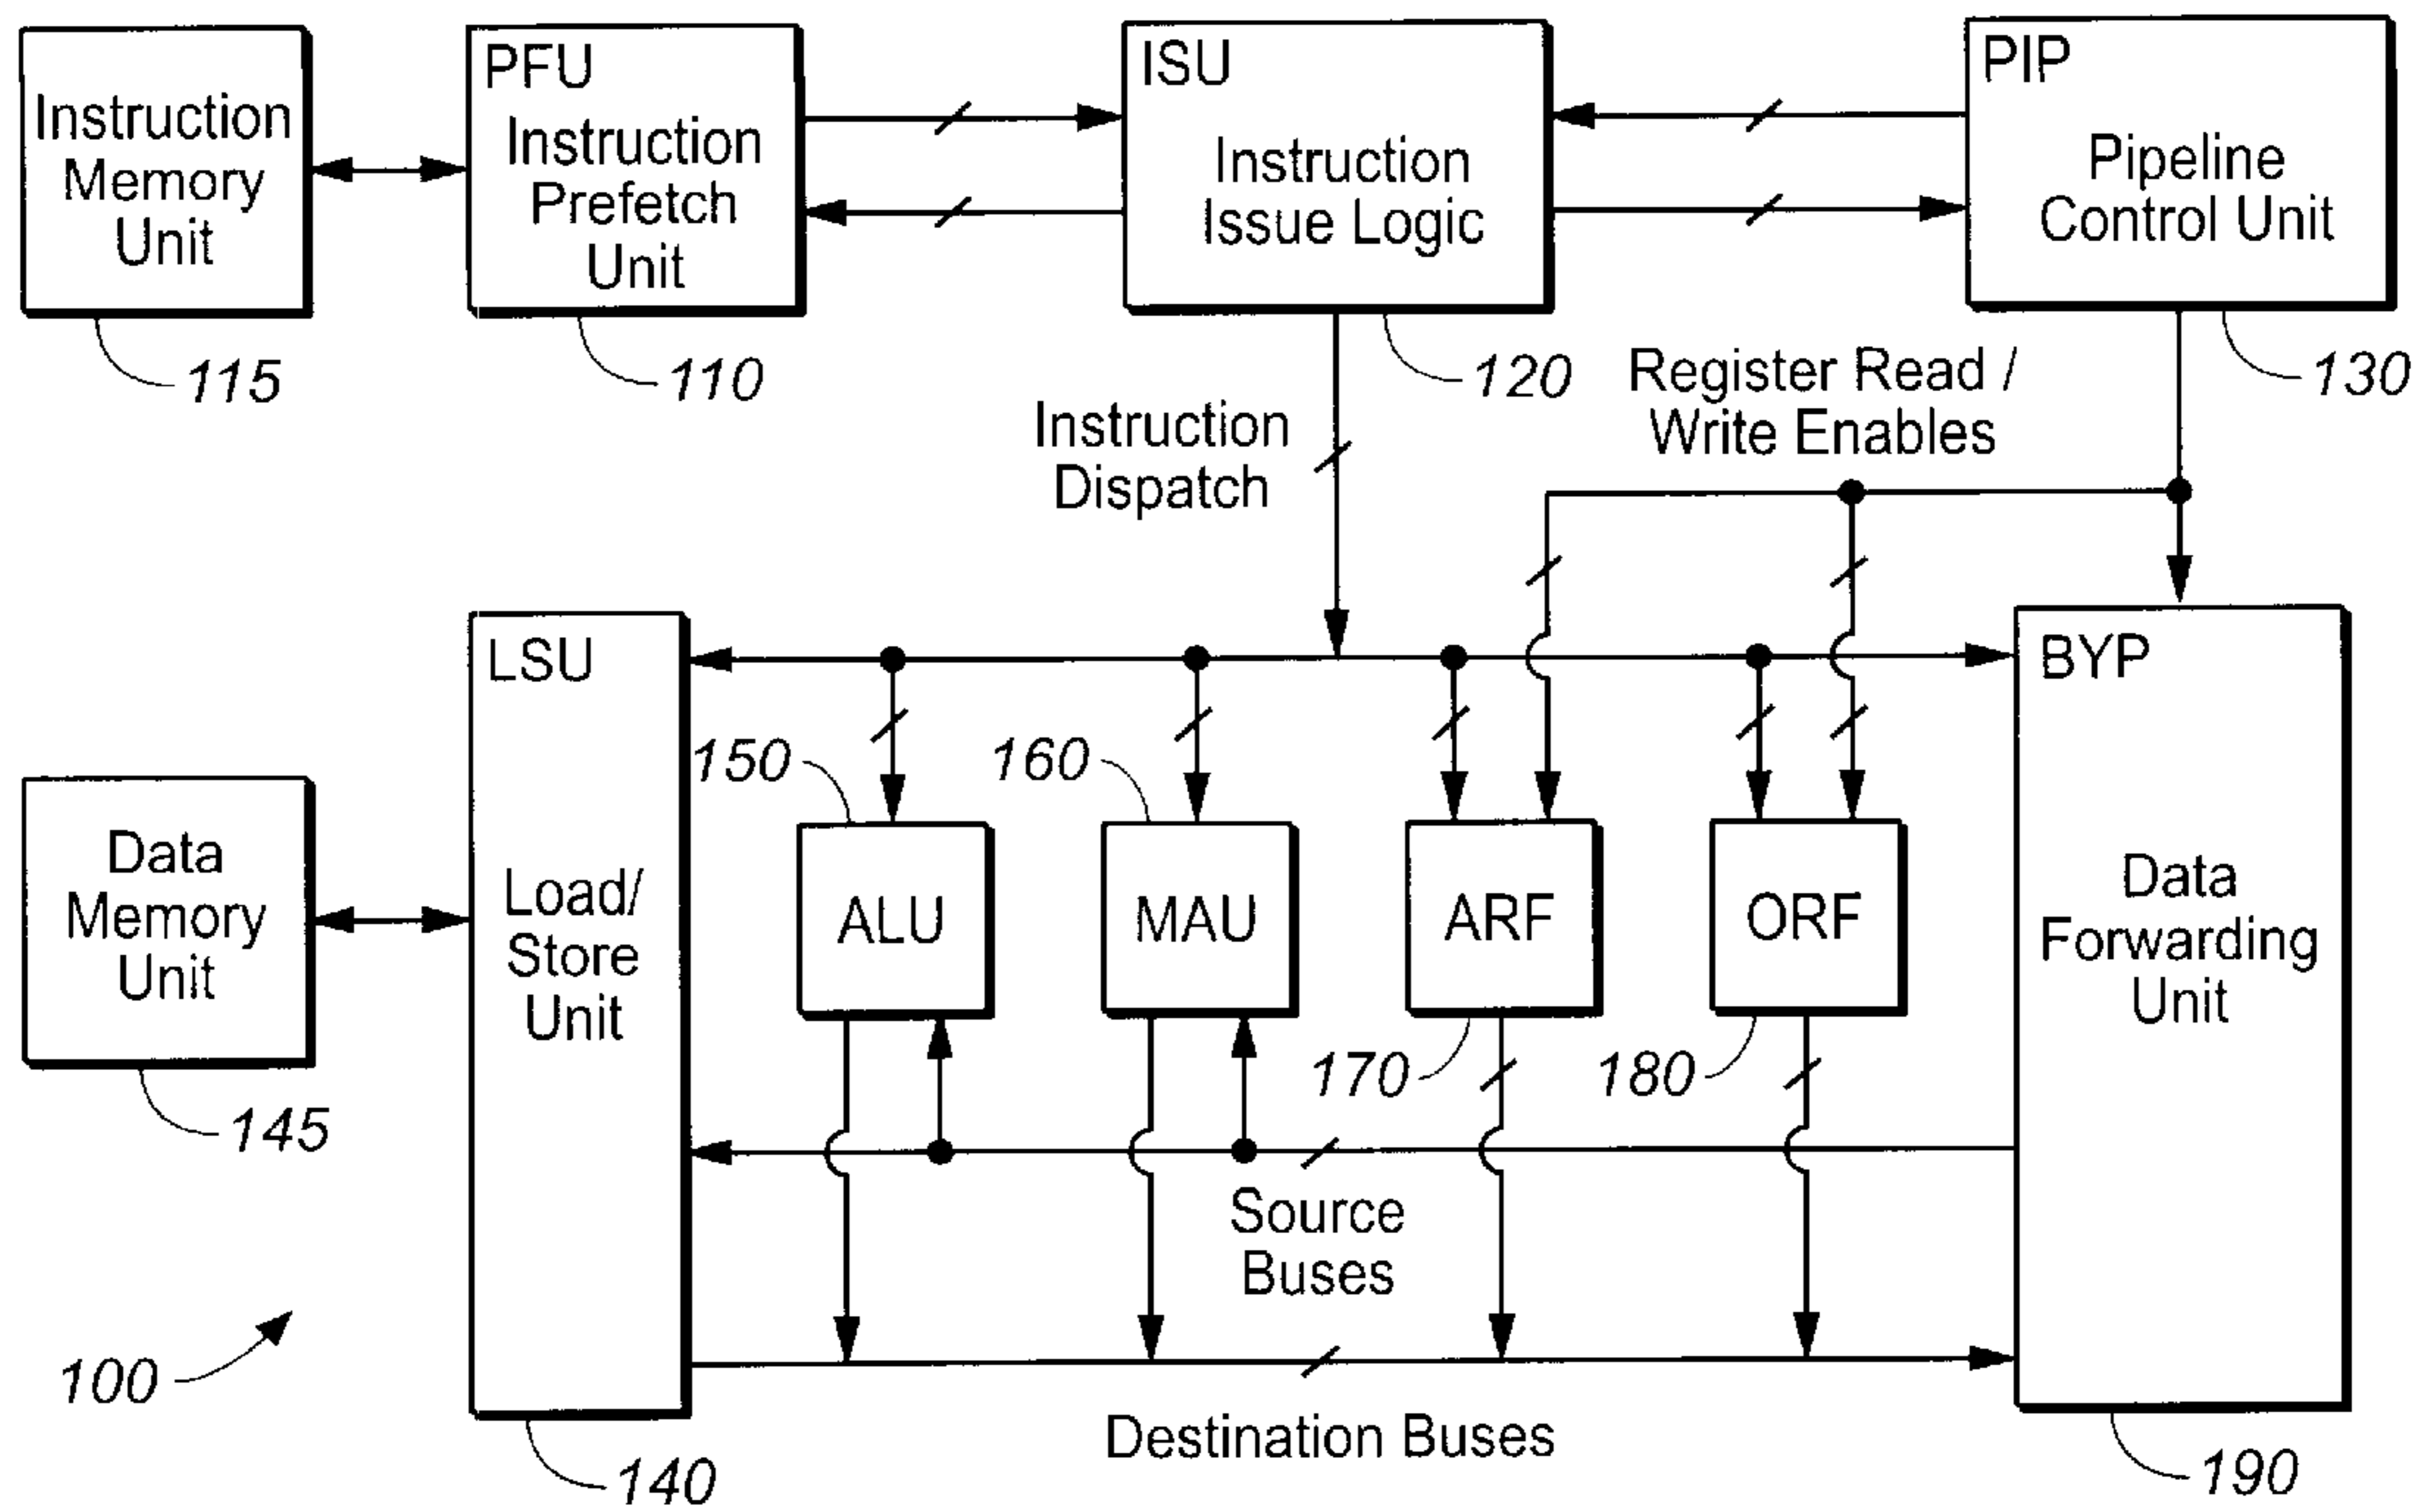 Instruction
Memory
Unit
115
PFU
Instruction
Prefetch
Unit
110
ISU
Instruction
Issue Logic
120
PIP
Pipeline
Control Unit
130
Instruction
Dispatch
Register Read /
Write Enables
LSU
Load/
Store
Unit
140
Data
Memory
Unit
145
150
ALU
160
MAU
ARF
170
ORF
180
BYP
Data
Forwarding
Unit
190
Source
Buses
Destination Buses
100